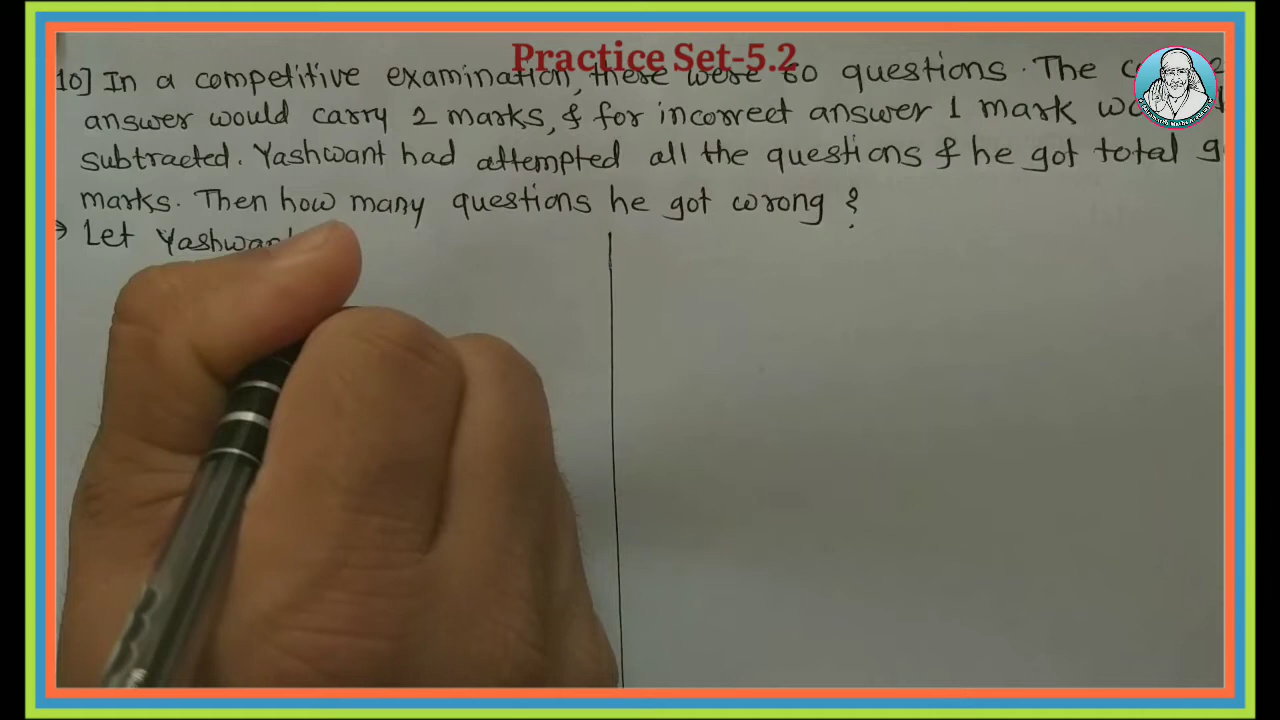 Practice Set-5.2
10] In a competitive examination, there were 60 questions. The
answer would carry 2 marks, & for incorrect answer 1 mark
subtracted. Yashwant had attempted all the questions & he got total
marks. Then how many questions he got wrong ?
→ Let Yashwant